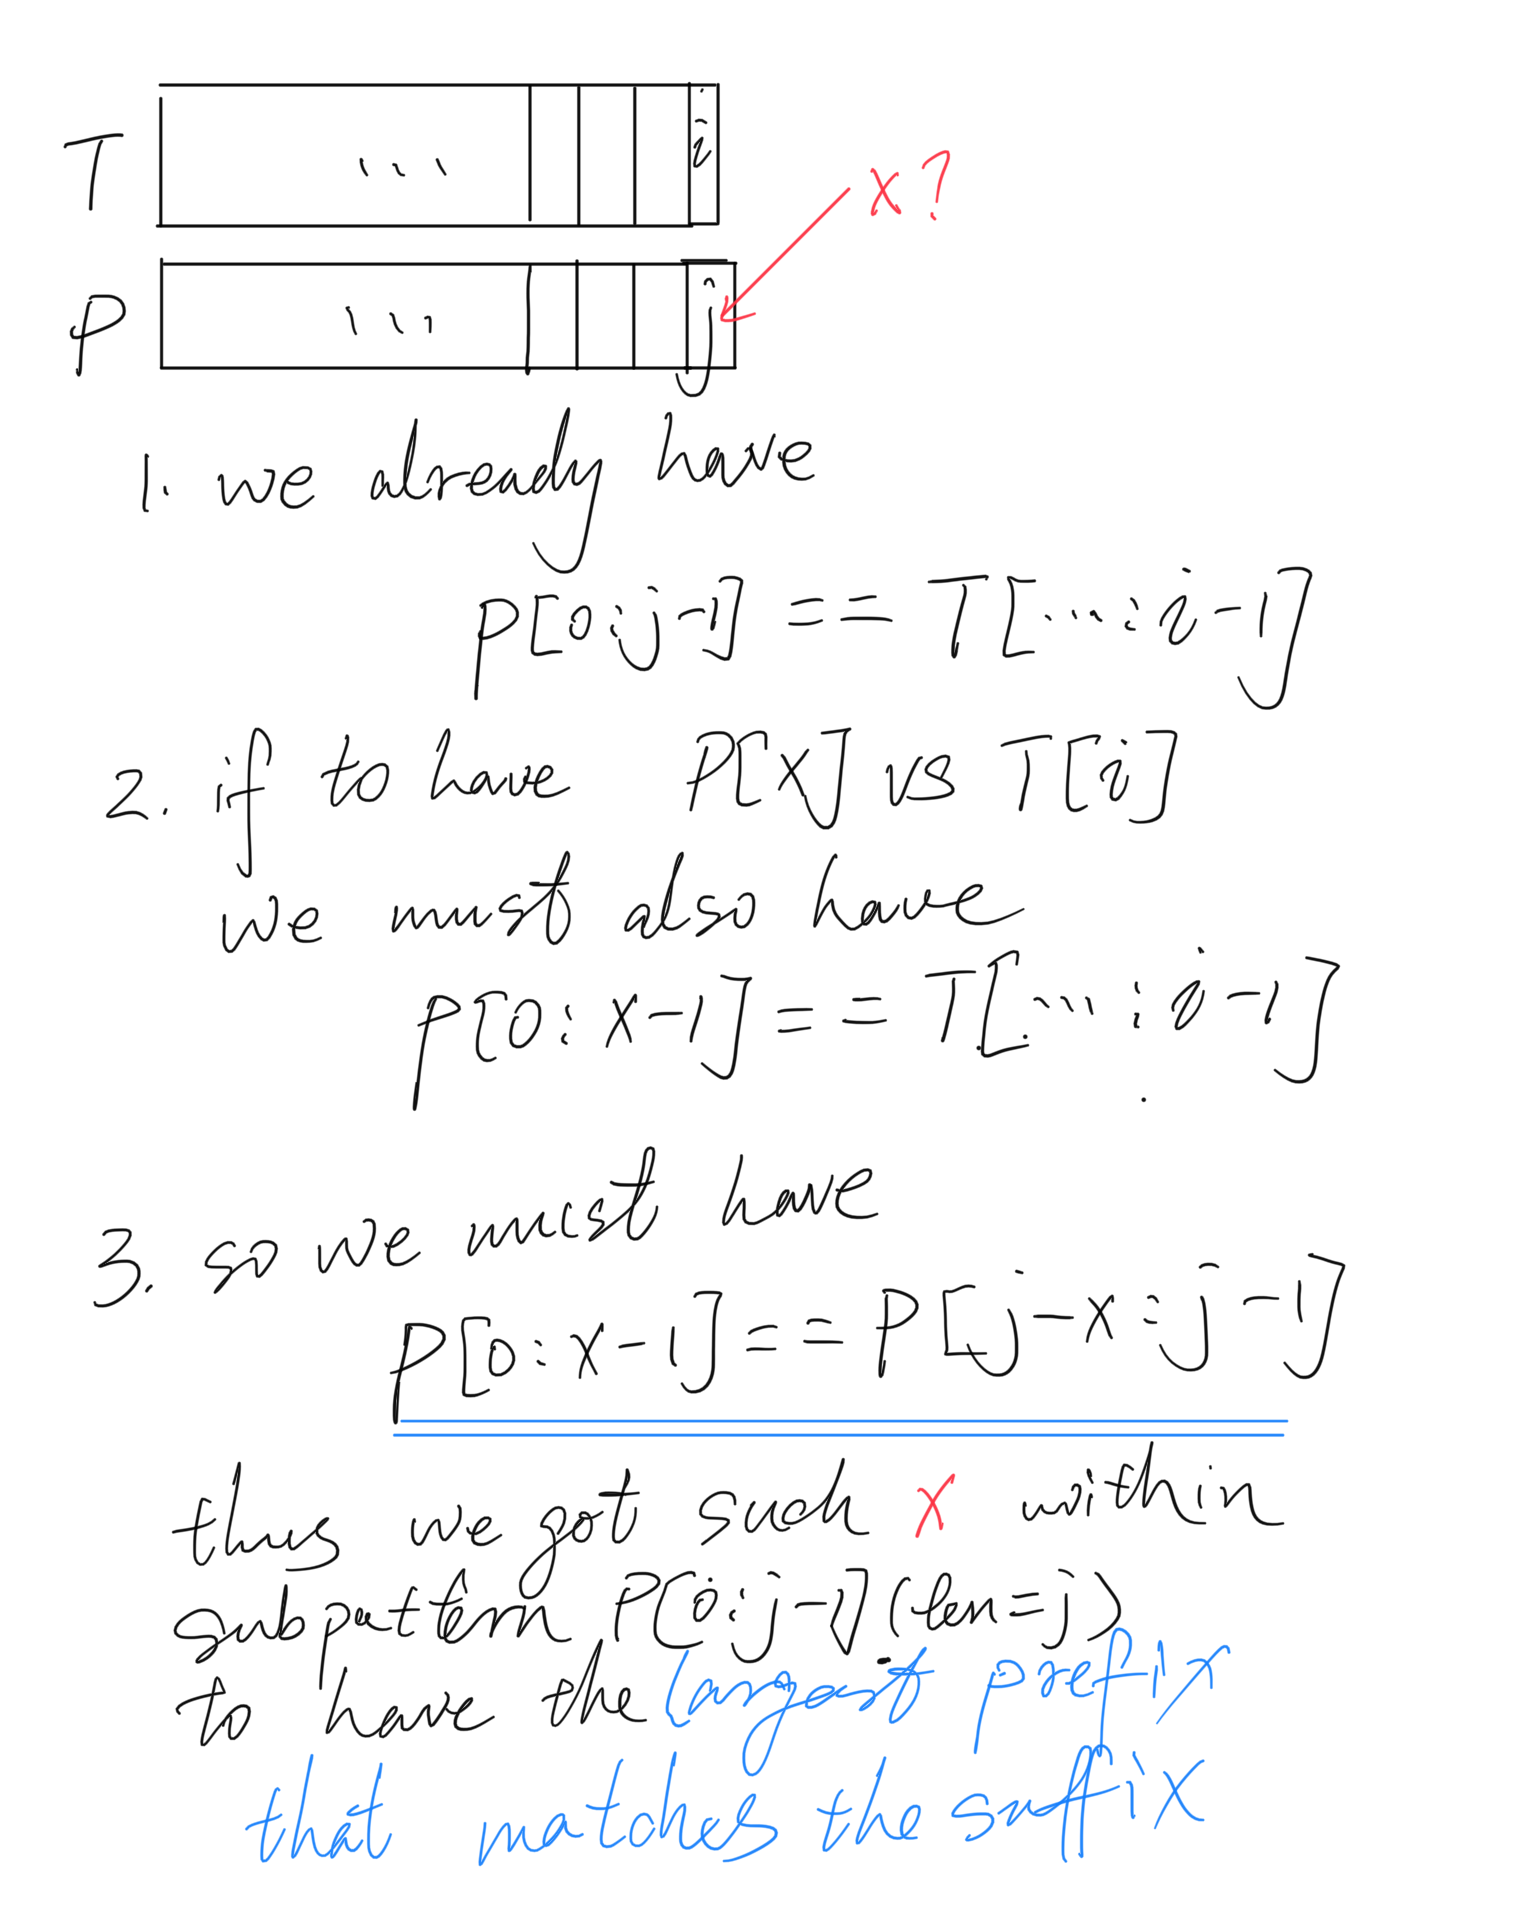 T ... i
x?
P ... j
1. we already have
P[0:j-1] == T[...:i-1]
2. if to have P[x] vs T[i]
we must also have
P[0:x-1] == T[...:i-1]
3. so we must have
P[0:x-1] == P[j-x:j-1]
thus we got such x within
subpattern P[0:j-1](len=j)
to have the largest prefix
that matches the suffix